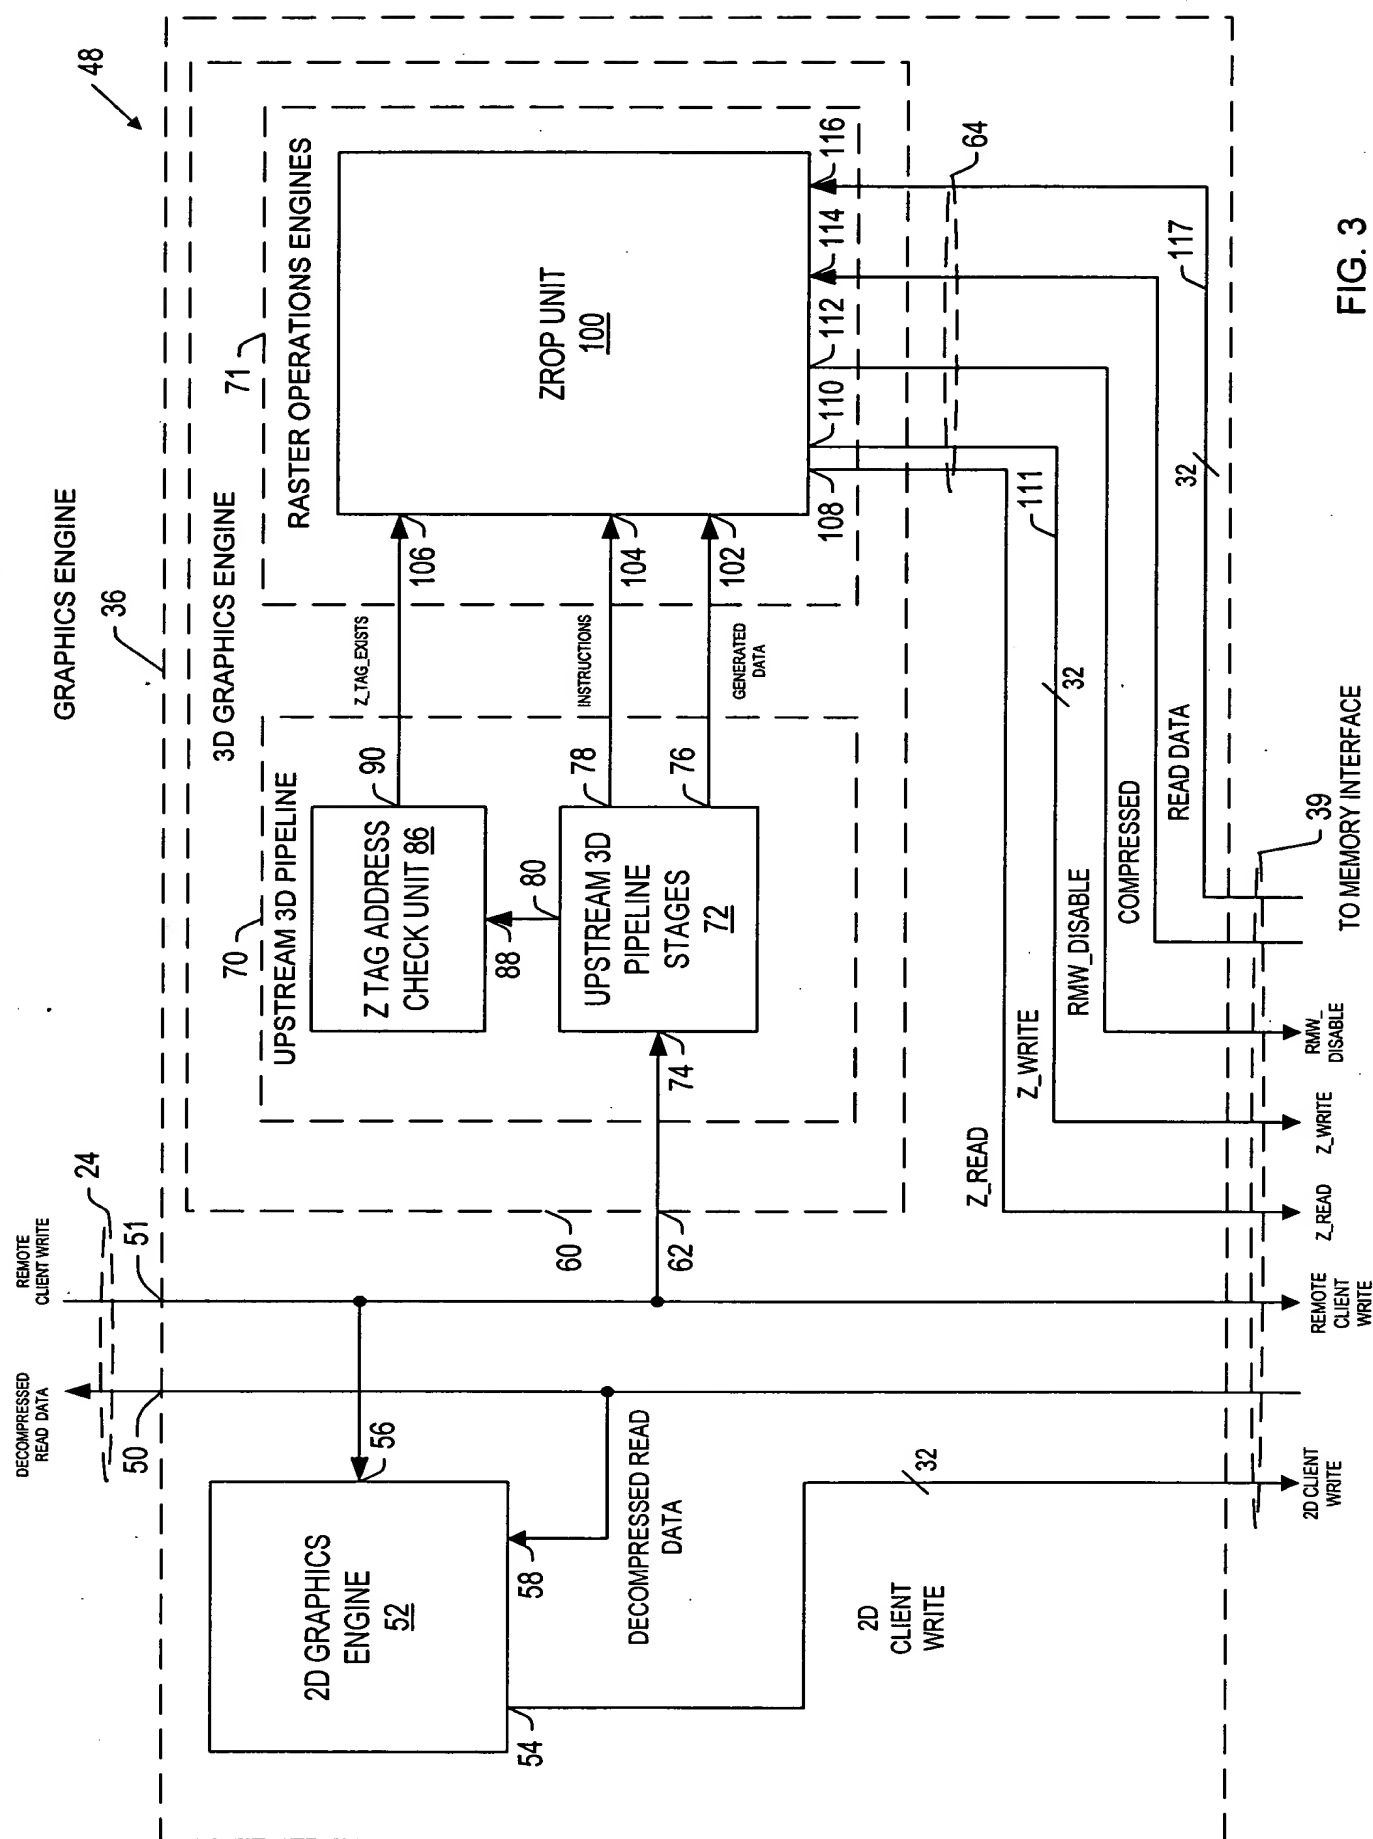 48
GRAPHICS ENGINE
36
3D GRAPHICS ENGINE
71
RASTER OPERATIONS ENGINES
ZROP UNIT
100
106
104
102
108
110
112
114
116
64
Z_TAG_EXISTS
INSTRUCTIONS
GENERATED
DATA
70
UPSTREAM 3D PIPELINE
Z TAG ADDRESS
CHECK UNIT 86
90
88
80
UPSTREAM 3D
PIPELINE
STAGES
72
78
76
74
62
60
111
32
117
32
Z_READ
Z_WRITE
RMW_DISABLE
COMPRESSED
READ DATA
24
REMOTE
CLIENT WRITE
51
DECOMPRESSED
READ DATA
50
2D GRAPHICS
ENGINE
52
56
58
54
DECOMPRESSED READ
DATA
2D
CLIENT
WRITE
32
2D CLIENT
WRITE
REMOTE
CLIENT
WRITE
Z_READ
Z_WRITE
RMW_
DISABLE
39
TO MEMORY INTERFACE
FIG. 3